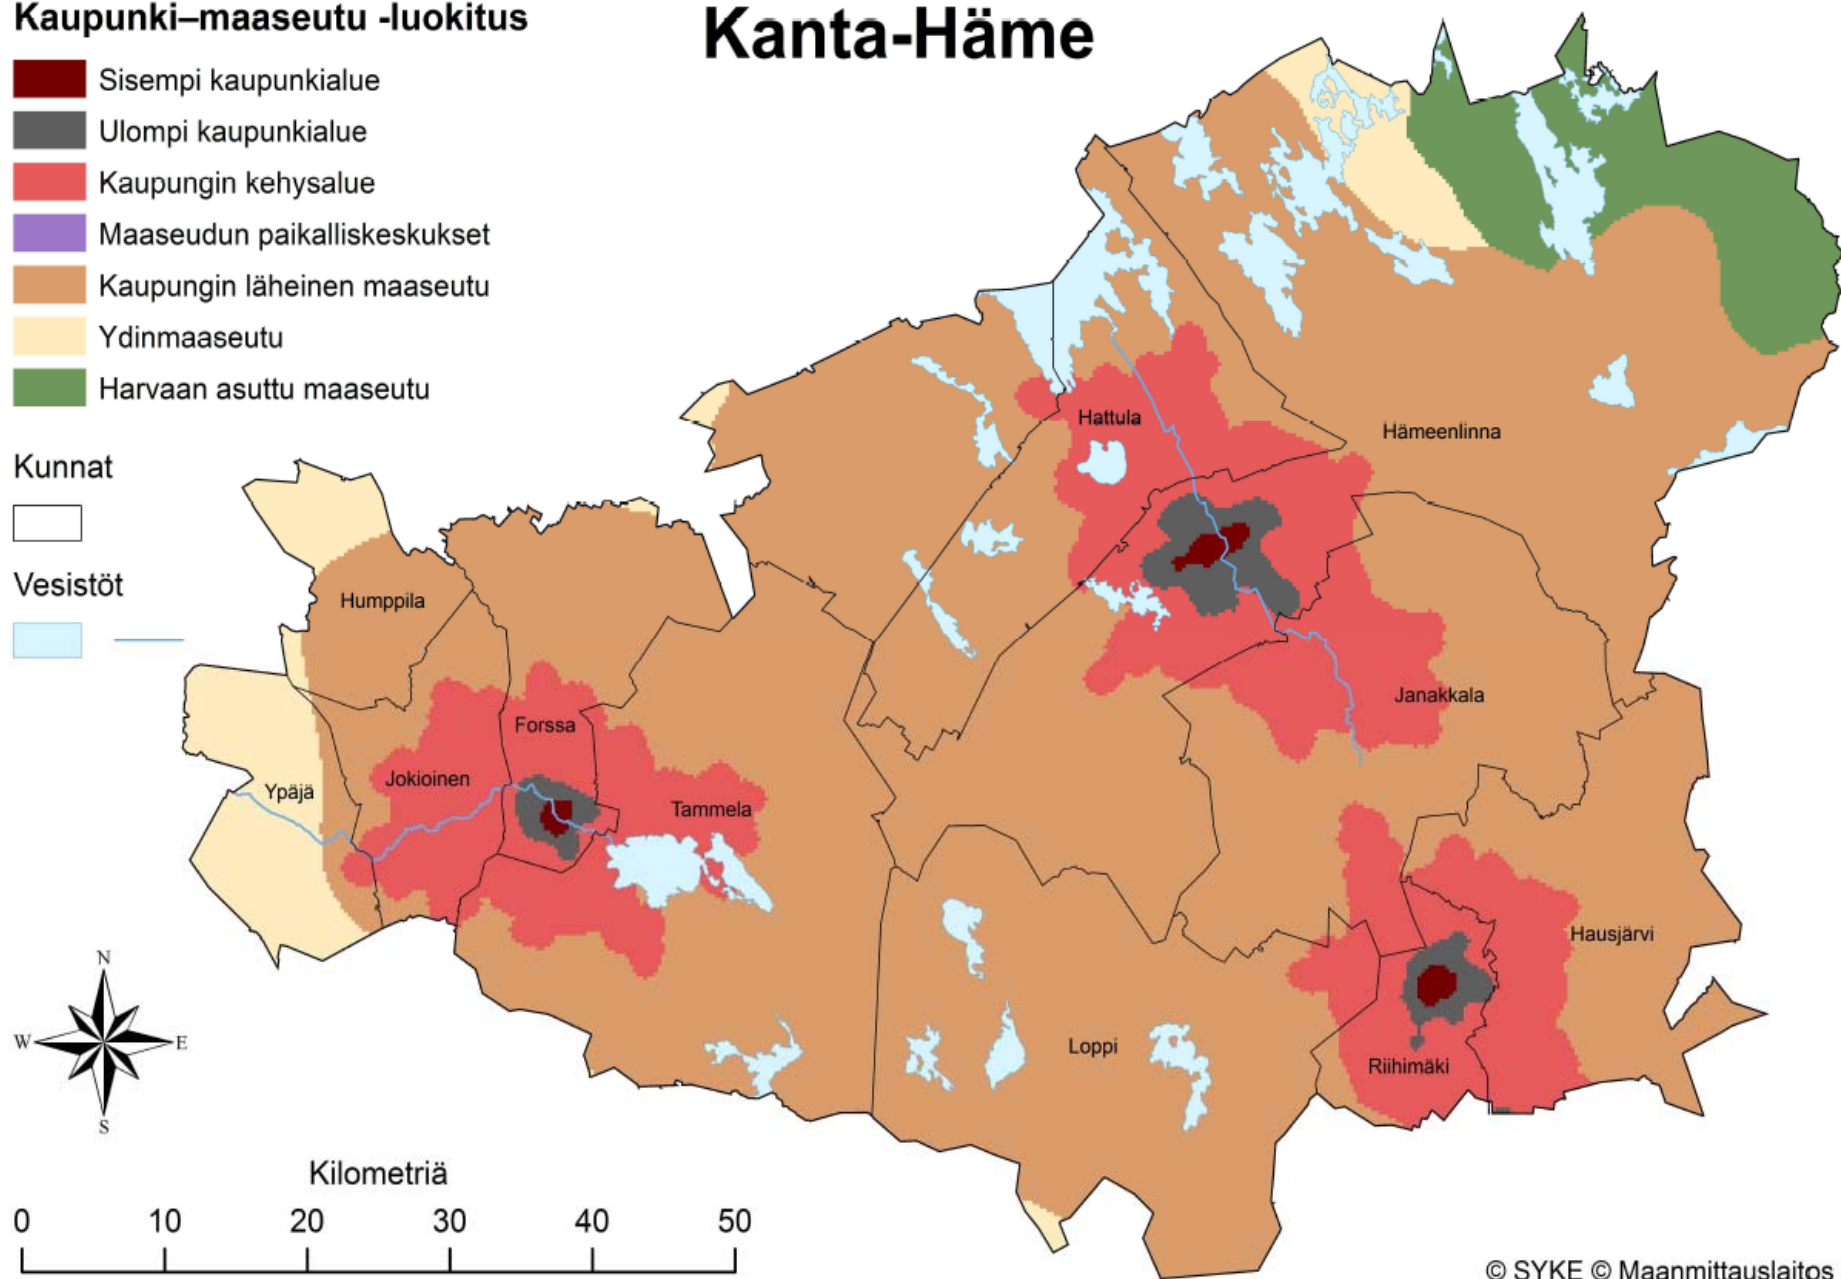 Kaupunki–maaseutu -luokitus
Kanta-Häme
Sisempi kaupunkialue
Ulompi kaupunkialue
Kaupungin kehysalue
Maaseudun paikalliskeskukset
Kaupungin läheinen maaseutu
Ydinmaaseutu
Harvaan asuttu maaseutu
Kunnat
Vesistöt
Hattula
Hämeenlinna
Humppila
Janakkala
Forssa
Jokioinen
Ypäjä
Tammela
Hausjärvi
Loppi
Riihimäki
N
W
E
S
Kilometriä
0 10 20 30 40 50
© SYKE © Maanmittauslaitos